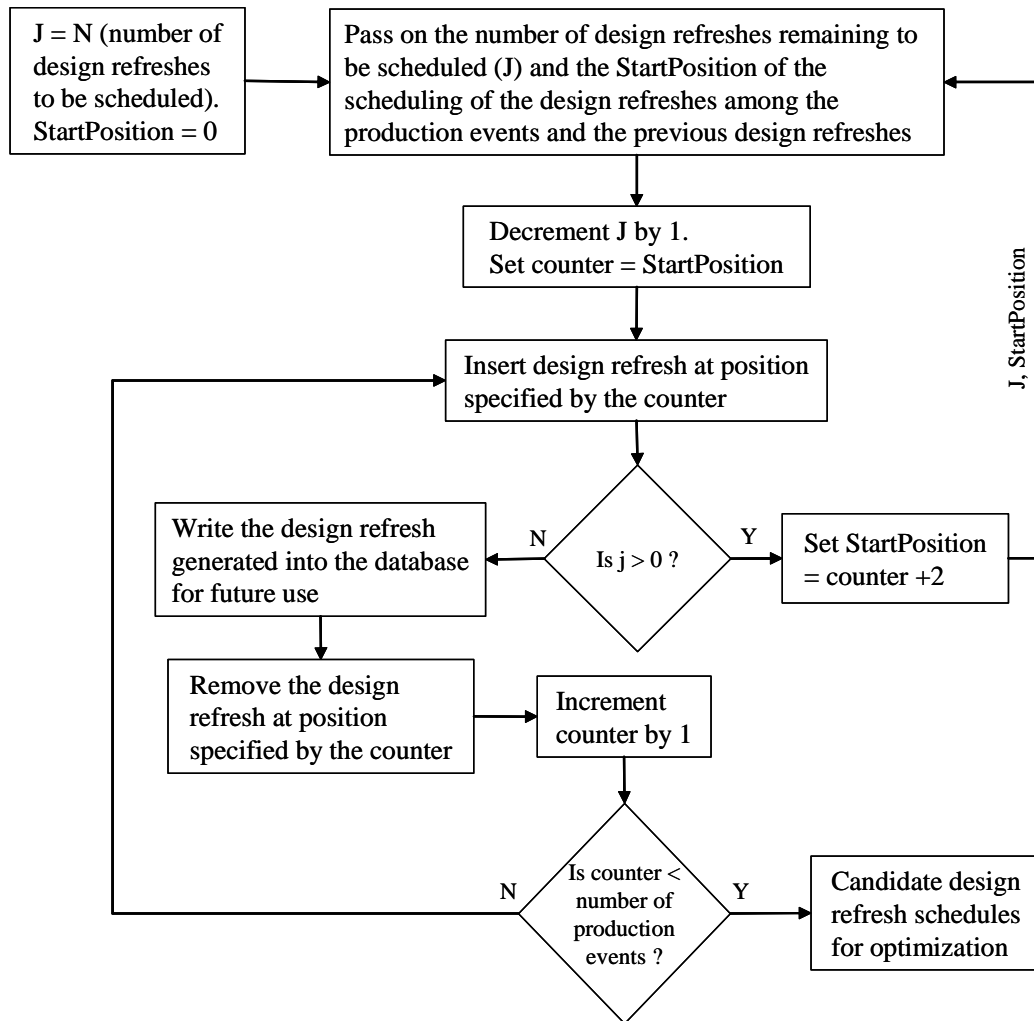 J = N (number of
design refreshes
to be scheduled).
StartPosition = 0
Pass on the number of design refreshes remaining to
be scheduled (J) and the StartPosition of the
scheduling of the design refreshes among the
production events and the previous design refreshes
Decrement J by 1.
Set counter = StartPosition
J, StartPosition
Insert design refresh at position
specified by the counter
Is j > 0 ?
N
Y
Write the design refresh
generated into the database
for future use
Set StartPosition
= counter +2
Remove the design
refresh at position
specified by the counter
Increment
counter by 1
Is counter <
number of
production
events ?
N
Y
Candidate design
refresh schedules
for optimization